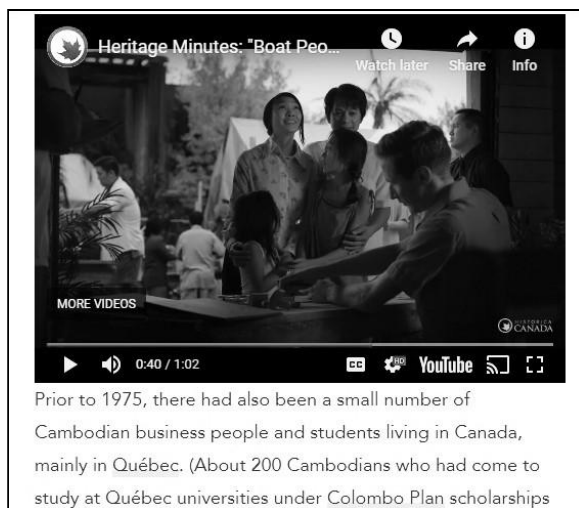 Heritage Minutes: "Boat Peo...
Watch later
Share
Info
MORE VIDEOS
HISTORICA
CANADA
0:40 / 1:02
CC
HD
YouTube
Prior to 1975, there had also been a small number of
Cambodian business people and students living in Canada,
mainly in Québec. (About 200 Cambodians who had come to
study at Québec universities under Colombo Plan scholarships